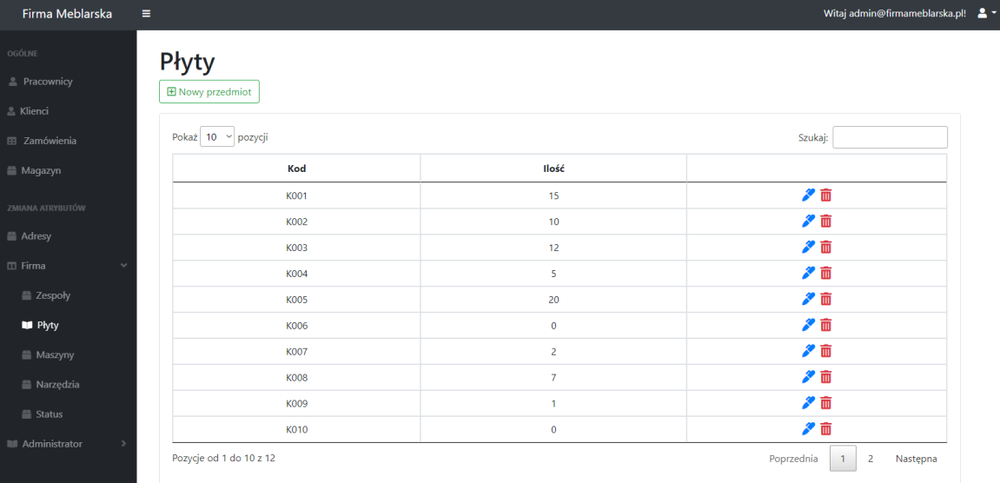 Firma Meblarska
Witaj admin@firmameblarska.pl!
OGÓLNE
Pracownicy
Klienci
Zamówienia
Magazyn
ZMIANA ATRYBUTÓW
Adresy
Firma
Zespoły
Płyty
Maszyny
Narzędzia
Status
Administrator
Płyty
Nowy przedmiot
Pokaż 10 pozycji
Szukaj:
Kod Ilość
K001 15
K002 10
K003 12
K004 5
K005 20
K006 0
K007 2
K008 7
K009 1
K010 0
Pozycje od 1 do 10 z 12
Poprzednia 1 2 Następna